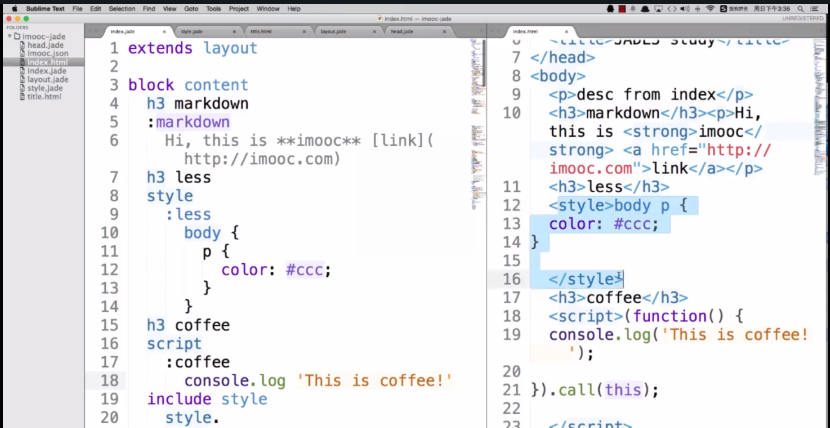 Sublime Text File Edit Selection Find View Goto Tools Project Window Help 周日下午3:36
index.html — imooc-jade
UNREGISTERED
FOLDERS
imooc-jade
head.jade
imooc.json
index.html
index.jade
layout.jade
style.jade
title.html
index.jade style.jade title.html layout.jade head.jade
1 extends layout
2
3 block content
4 h3 markdown
5 :markdown
6 Hi, this is **imooc** [link](
http://imooc.com)
7 h3 less
8 style
9 :less
10 body {
11 p {
12 color: #ccc;
13 }
14 }
15 h3 coffee
16 script
17 :coffee
18 console.log 'This is coffee!'
19 include style
20 style.
index.html
6 <title>JADES study</title>
7 </head>
8 <body>
9 <p>desc from index</p>
10 <h3>markdown</h3><p>Hi,
this is <strong>imooc</
strong> <a href="http://
imooc.com">link</a></p>
11 <h3>less</h3>
12 <style>body p {
13 color: #ccc;
14 }
15
16 </style>
17 <h3>coffee</h3>
18 <script>(function() {
19 console.log('This is coffee!
');
20
21 }).call(this);
22
23 </script>